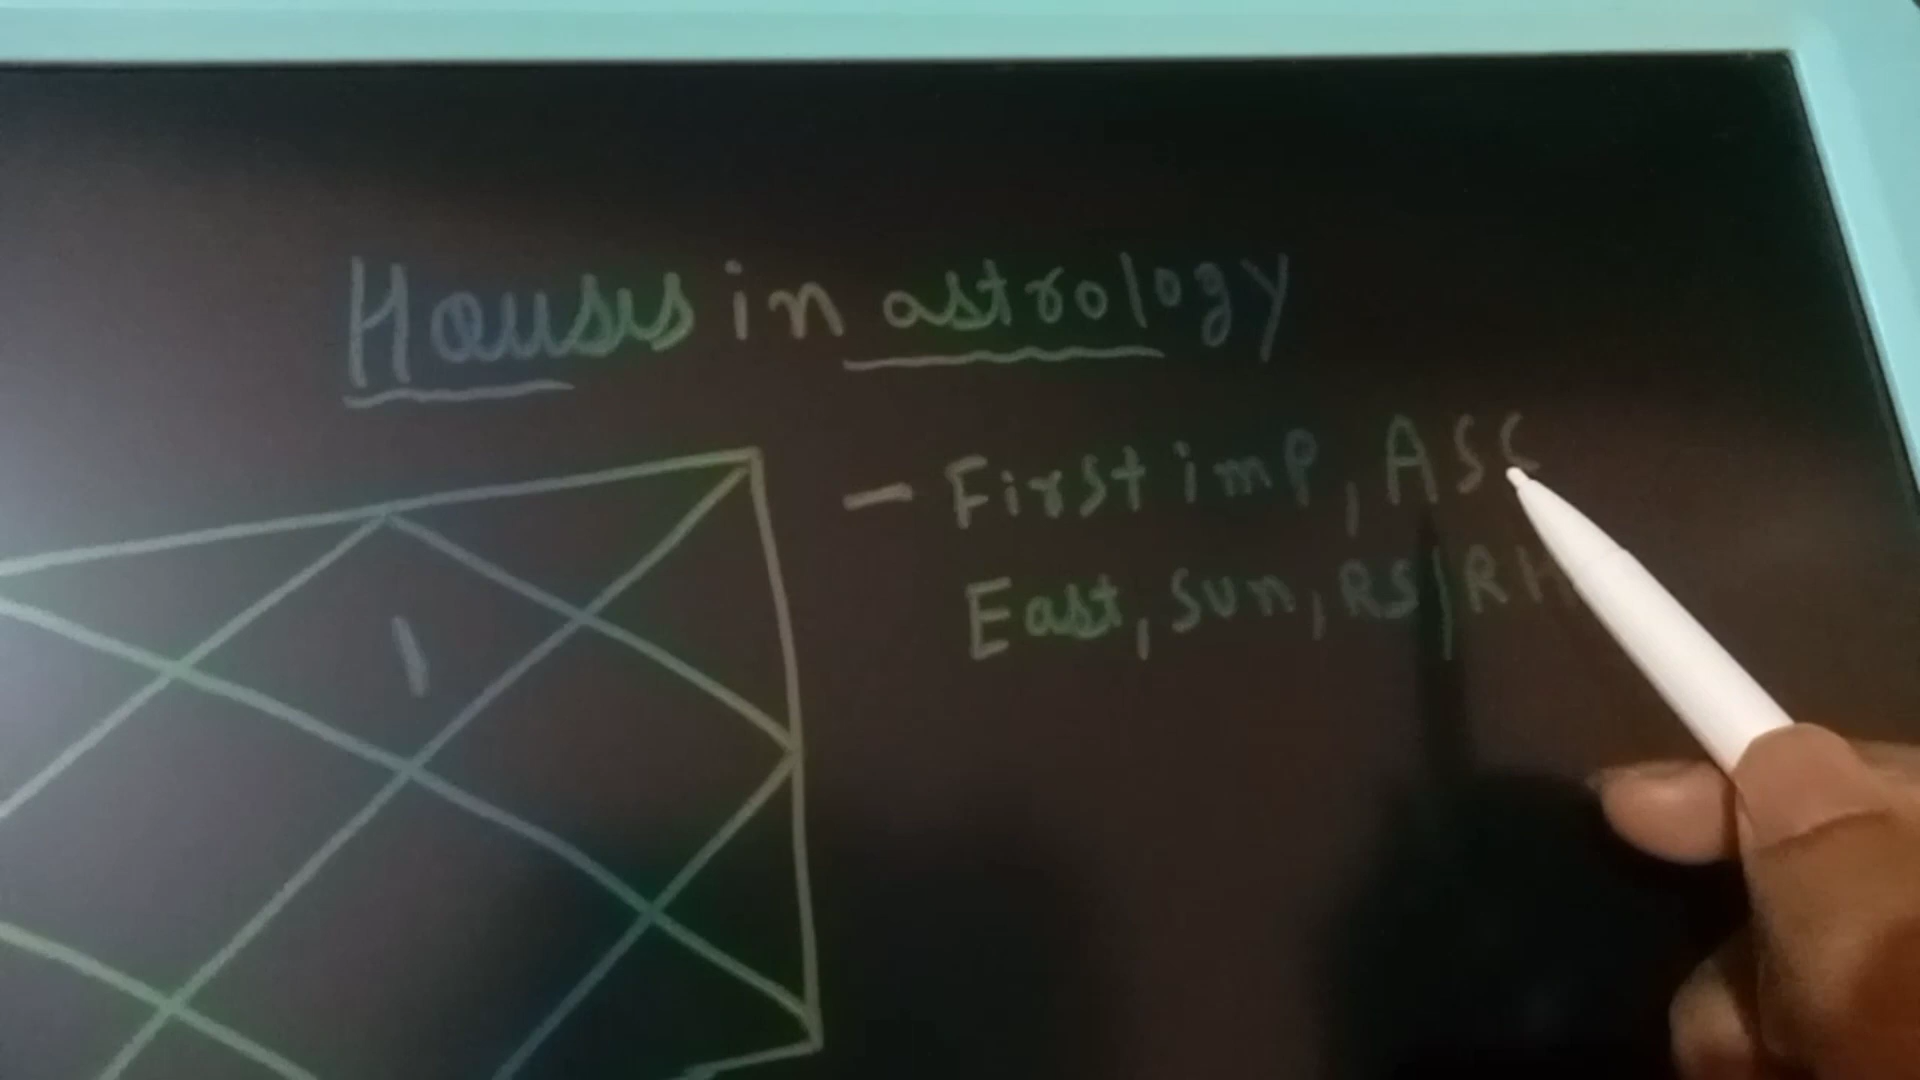 Houses in astrology
- First imp, ASC
East, Sun, RS/RH
1